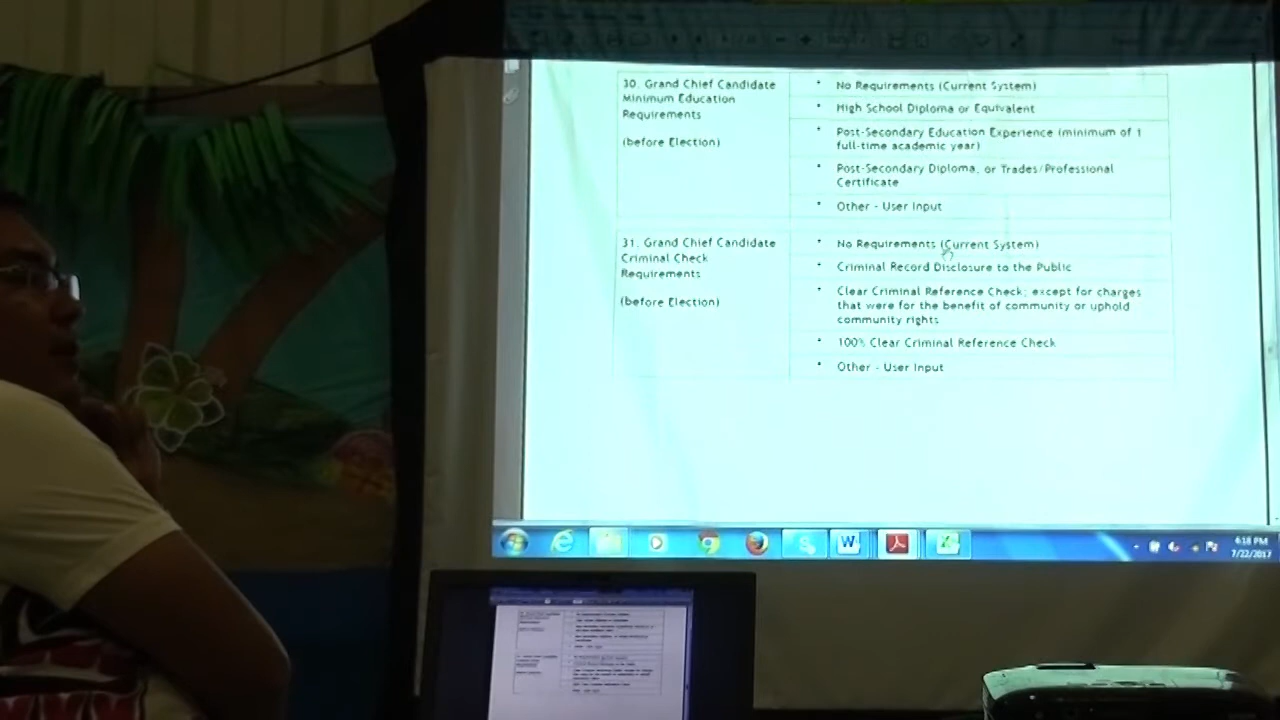 30. Grand Chief Candidate
Minimum Education
Requirements
(before Election)
No Requirements (Current System)
High School Diploma or Equivalent
Post-Secondary Education Experience (minimum of 1
full-time academic year)
Post-Secondary Diploma, or Trades/Professional
Certificate
Other - User Input
31. Grand Chief Candidate
Criminal Check
Requirements
(before Election)
No Requirements (Current System)
Criminal Record Disclosure to the Public
Clear Criminal Reference Check; except for charges
that were for the benefit of community or uphold
community rights
100% Clear Criminal Reference Check
Other - User Input
6:18 PM
7/22/2017